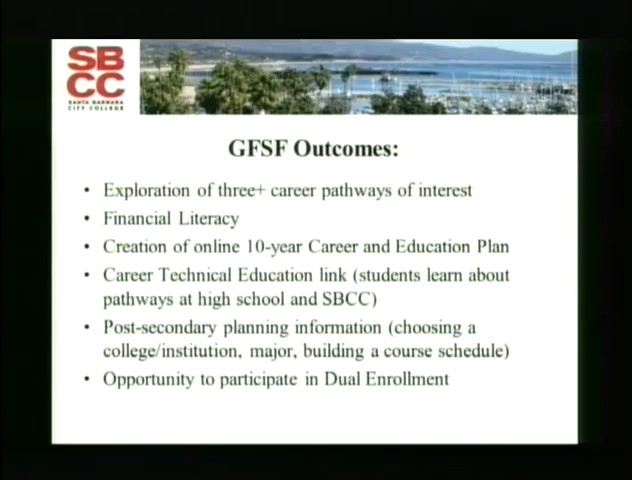 SB
CC
SANTA BARBARA
CITY COLLEGE
GFSF Outcomes:
• Exploration of three+ career pathways of interest
• Financial Literacy
• Creation of online 10-year Career and Education Plan
• Career Technical Education link (students learn about
pathways at high school and SBCC)
• Post-secondary planning information (choosing a
college/institution, major, building a course schedule)
• Opportunity to participate in Dual Enrollment